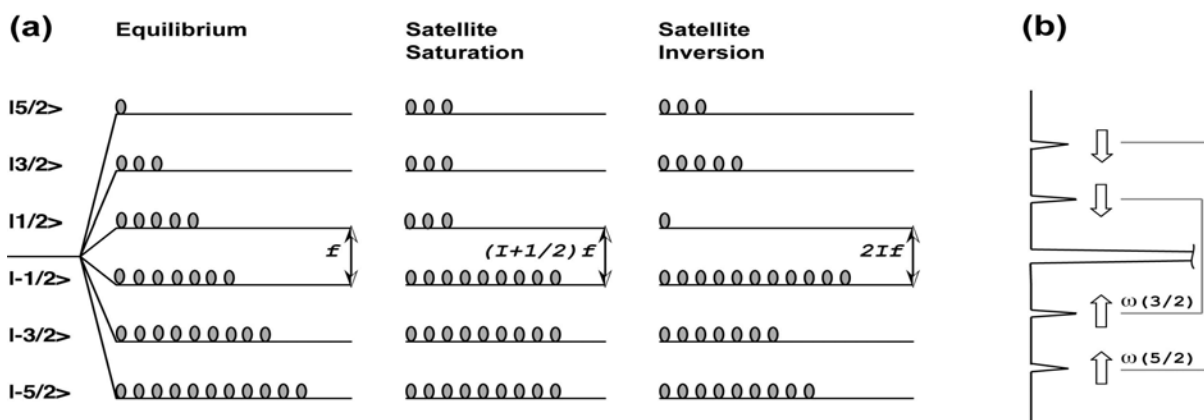 (a) Equilibrium Satellite Saturation Satellite Inversion (b)
I5/2>
I3/2>
I1/2>
f (I+1/2)f 2If
I-1/2>
I-3/2>
I-5/2>
ω(3/2)
ω(5/2)